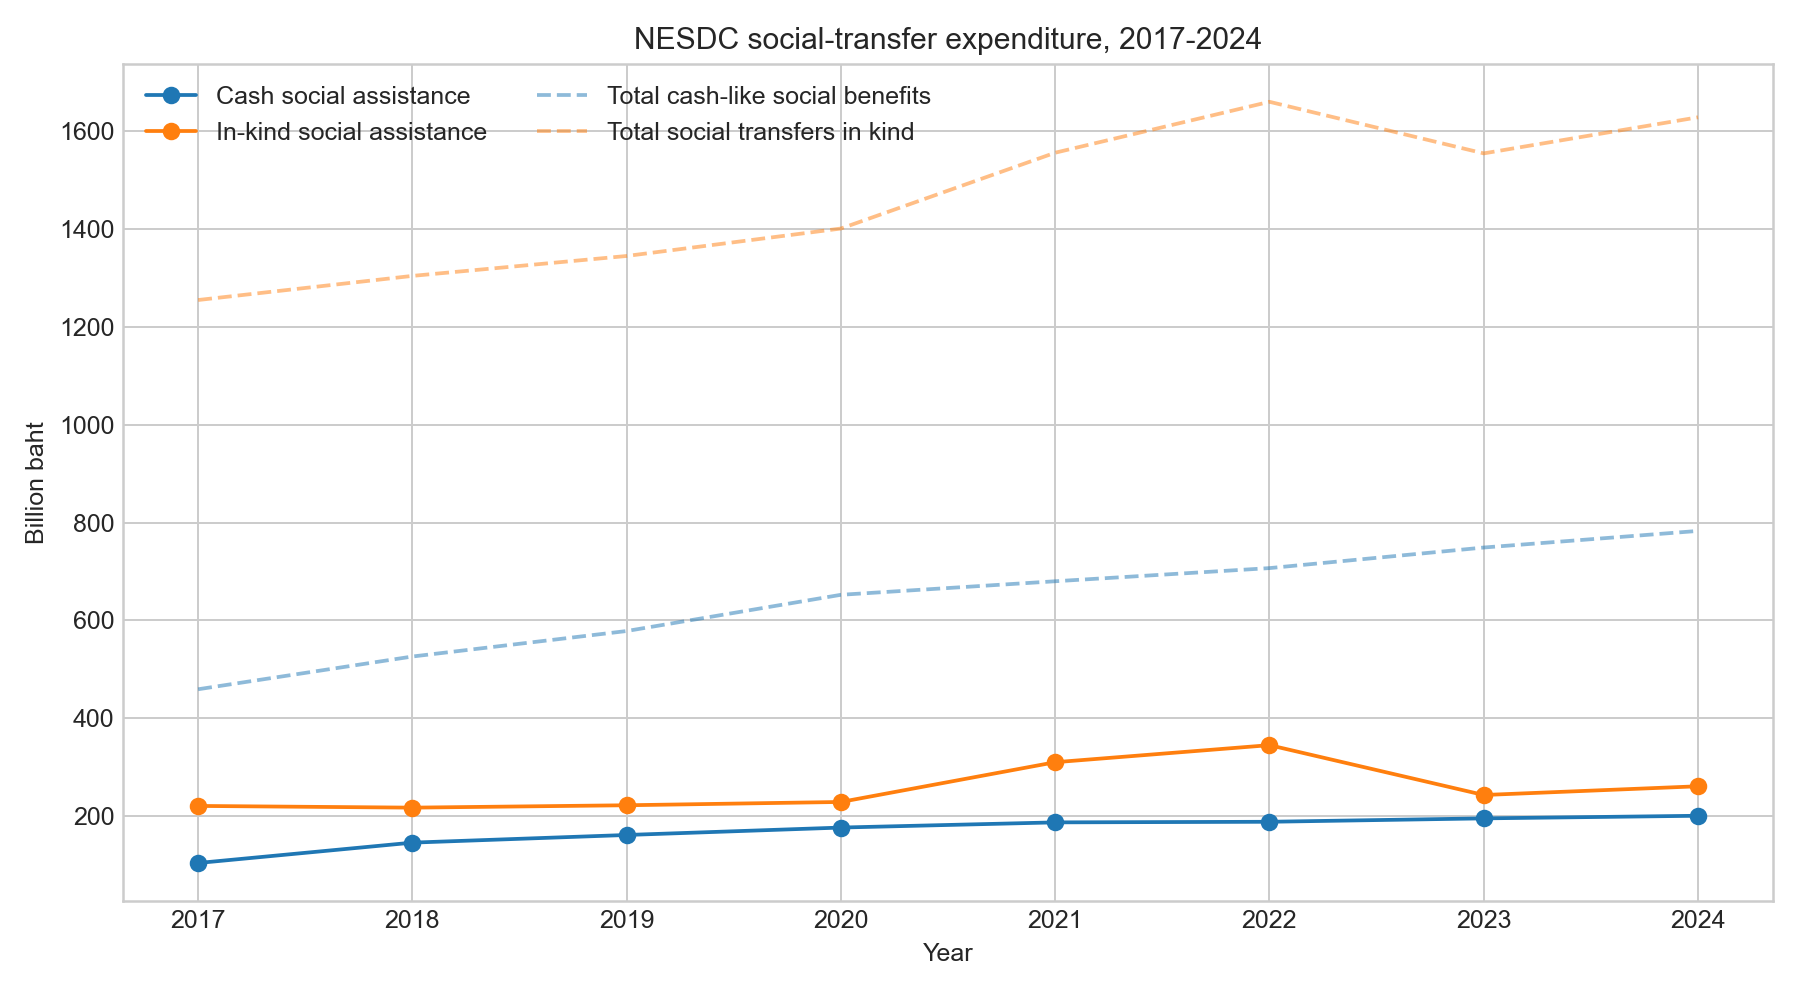 NESDC social-transfer expenditure, 2017-2024
Cash social assistance
In-kind social assistance
Total cash-like social benefits
Total social transfers in kind
Billion baht
1600
1400
1200
1000
800
600
400
200
2017 2018 2019 2020 2021 2022 2023 2024
Year